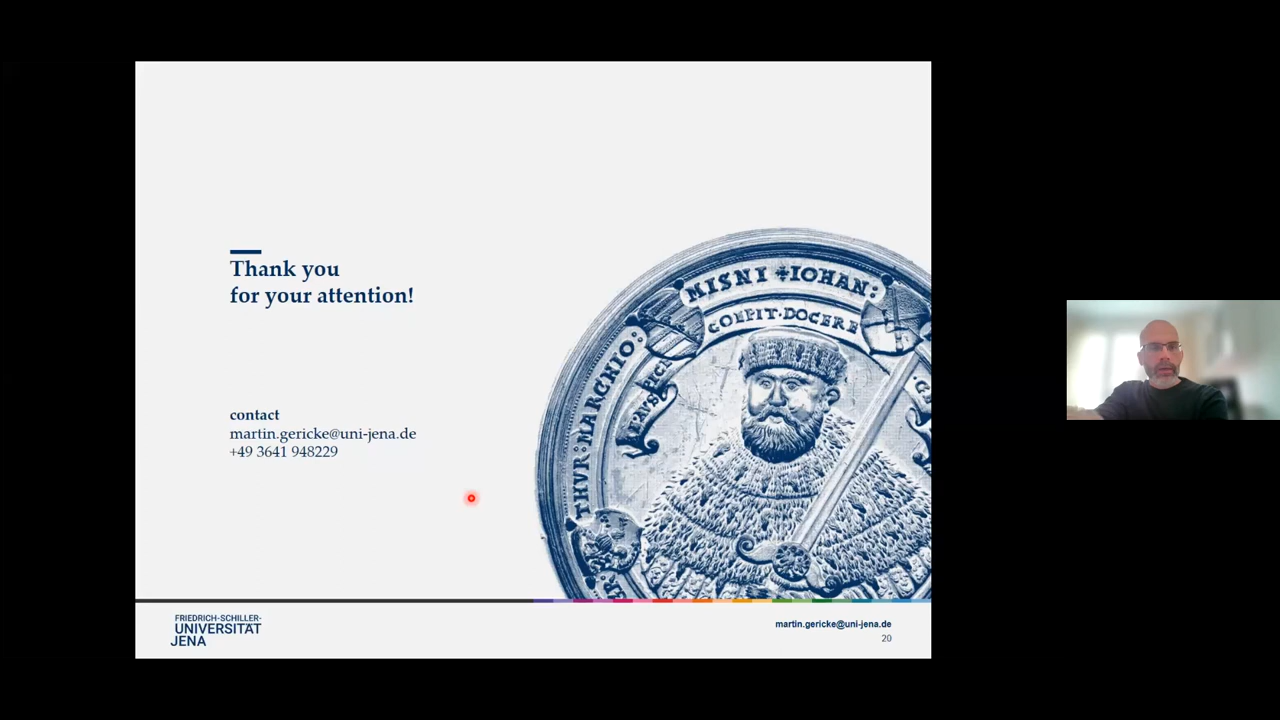 Thank you
for your attention!
contact
martin.gericke@uni-jena.de
+49 3641 948229
MISNI ✢ IOHAN:
COEPIT·DOCERE
THVR:MARCHIO:
FRIEDRICH-SCHILLER-
UNIVERSITÄT
JENA
martin.gericke@uni-jena.de
20